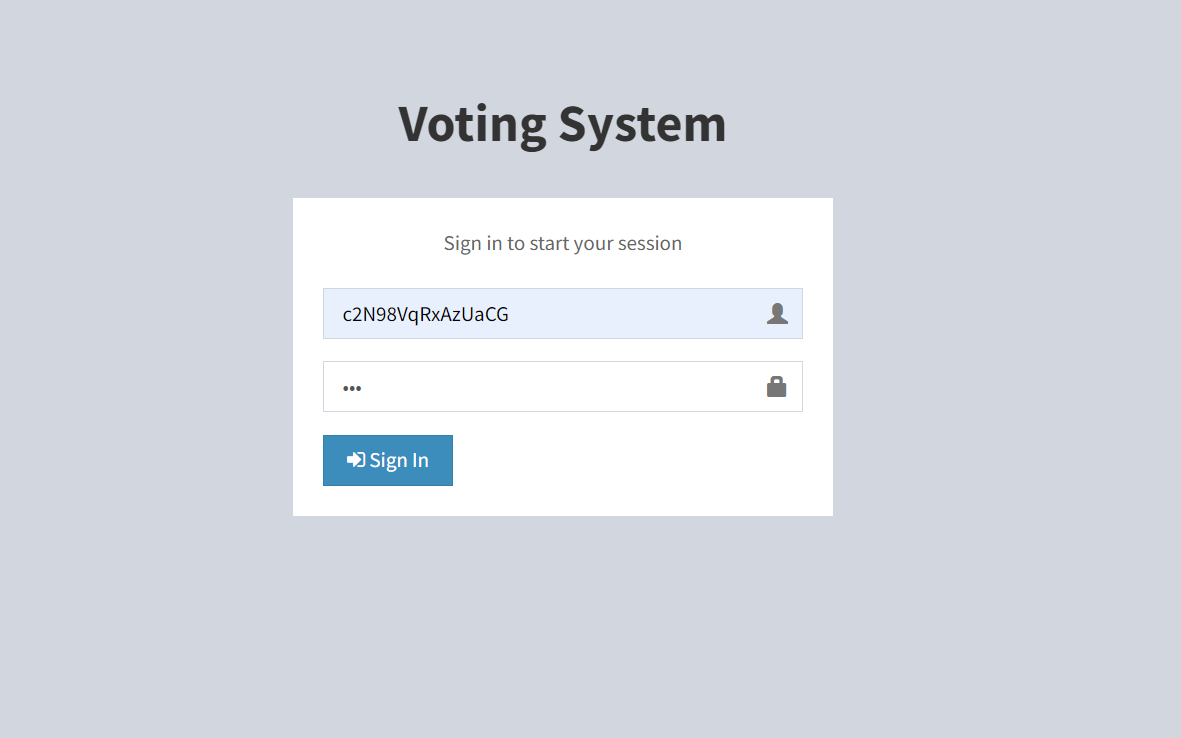 Voting System
Sign in to start your session
c2N98VqRxAzUaCG
•••
Sign In